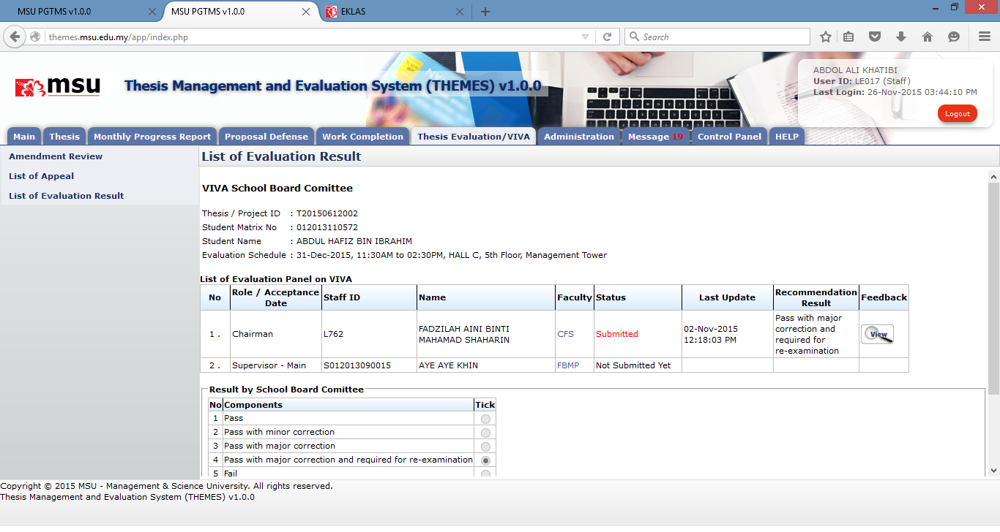 MSU PGTMS v1.0.0
MSU PGTMS v1.0.0
EKLAS
themes.msu.edu.my/app/index.php
Search
msu
Thesis Management and Evaluation System (THEMES) v1.0.0
ABDOL ALI KHATIBI
User ID: LE017 (Staff)
Last Login: 26-Nov-2015 03:44:10 PM
Logout
Main Thesis Monthly Progress Report Proposal Defense Work Completion Thesis Evaluation/VIVA Administration Message 19 Control Panel HELP
Amendment Review
List of Appeal
List of Evaluation Result
List of Evaluation Result
VIVA School Board Comittee
Thesis / Project ID : T20150612002
Student Matrix No : 012013110572
Student Name : ABDUL HAFIZ BIN IBRAHIM
Evaluation Schedule : 31-Dec-2015, 11:30AM to 02:30PM, HALL C, 5th Floor, Management Tower
List of Evaluation Panel on VIVA
No Role / Acceptance Date Staff ID Name Faculty Status Last Update Recommendation Result Feedback
1 . Chairman L762 FADZILAH AINI BINTI MAHAMAD SHAHARIN CFS Submitted 02-Nov-2015 12:18:03 PM Pass with major correction and required for re-examination View
2 . Supervisor - Main S012013090015 AYE AYE KHIN FBMP Not Submitted Yet
Result by School Board Comittee
No Components Tick
1 Pass
2 Pass with minor correction
3 Pass with major correction
4 Pass with major correction and required for re-examination
5 Fail
Copyright © 2015 MSU - Management & Science University. All rights reserved.
Thesis Management and Evaluation System (THEMES) v1.0.0